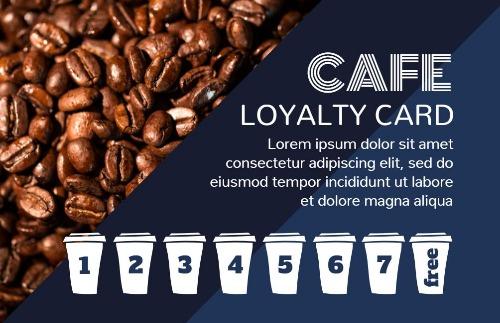 CAFE
LOYALTY CARD
Lorem ipsum dolor sit amet
consectetur adipiscing elit, sed do
eiusmod tempor incididunt ut labore
et dolore magna aliqua
1 2 3 4 5 6 7 free